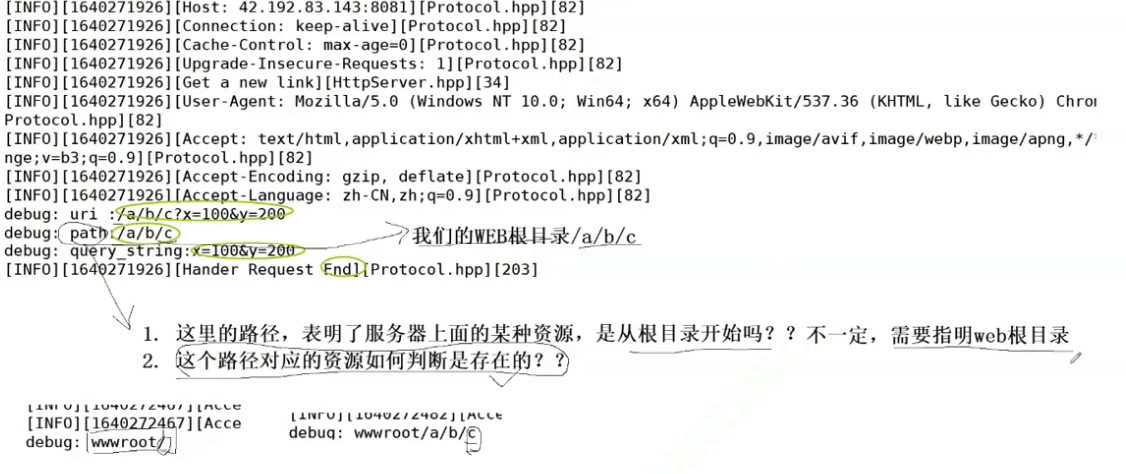 [INFO][1640271926][Host: 42.192.83.143:8081][Protocol.hpp][82]
[INFO][1640271926][Connection: keep-alive][Protocol.hpp][82]
[INFO][1640271926][Cache-Control: max-age=0][Protocol.hpp][82]
[INFO][1640271926][Upgrade-Insecure-Requests: 1][Protocol.hpp][82]
[INFO][1640271926][Get a new link][HttpServer.hpp][34]
[INFO][1640271926][User-Agent: Mozilla/5.0 (Windows NT 10.0; Win64; x64) AppleWebKit/537.36 (KHTML, like Gecko) Chro
Protocol.hpp][82]
[INFO][1640271926][Accept: text/html,application/xhtml+xml,application/xml;q=0.9,image/avif,image/webp,image/apng,*/
nge;v=b3;q=0.9][Protocol.hpp][82]
[INFO][1640271926][Accept-Encoding: gzip, deflate][Protocol.hpp][82]
[INFO][1640271926][Accept-Language: zh-CN,zh;q=0.9][Protocol.hpp][82]
debug: uri :/a/b/c?x=100&y=200
debug: path:/a/b/c
我们的WEB根目录/a/b/c
debug: query_string:x=100&y=200
[INFO][1640271926][Hander Request End][Protocol.hpp][203]
1. 这里的路径，表明了服务器上面的某种资源，是从根目录开始吗？？不一定，需要指明web根目录
2. 这个路径对应的资源如何判断是存在的？？
[INFO][1640272467][Acce
[INFO][1640272482][Acce
[INFO][1640272467][Acce
debug: wwwroot/
debug: wwwroot/a/b/c